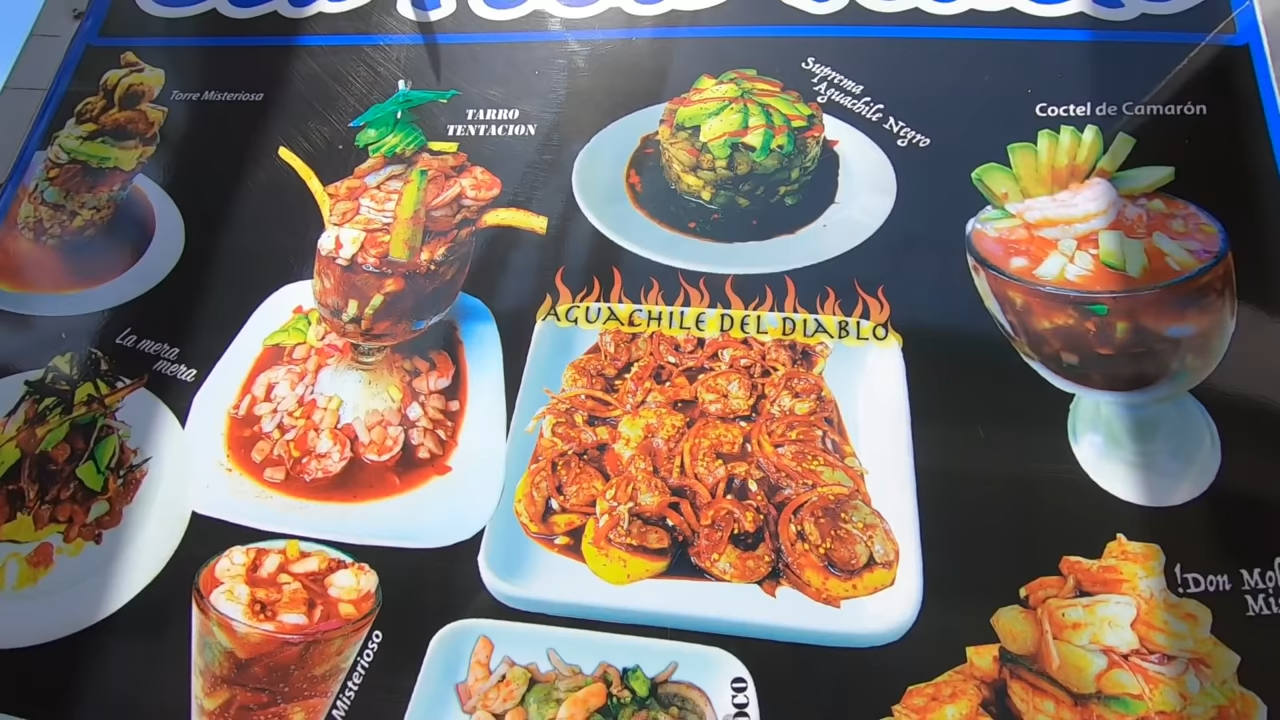 Torre Misteriosa
TARRO
TENTACION
Suprema
Aguachile Negro
Coctel de Camarón
La mera
mera
AGUACHILE DEL DIABLO
!Don
Misterioso